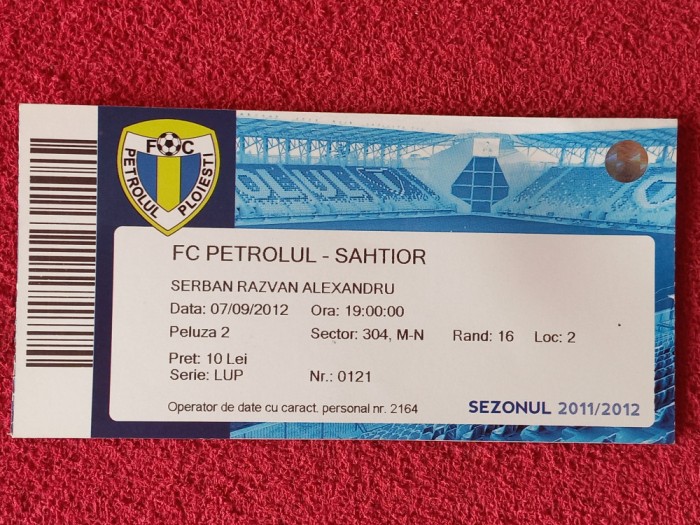 FC
PETROLUL PLOIESTI
OLUL
FC PETROLUL - SAHTIOR
SERBAN RAZVAN ALEXANDRU
Data: 07/09/2012 Ora: 19:00:00
Peluza 2 Sector: 304, M-N Rand: 16 Loc: 2
Pret: 10 Lei
Serie: LUP Nr.: 0121
Operator de date cu caract. personal nr. 2164
SEZONUL 2011/2012